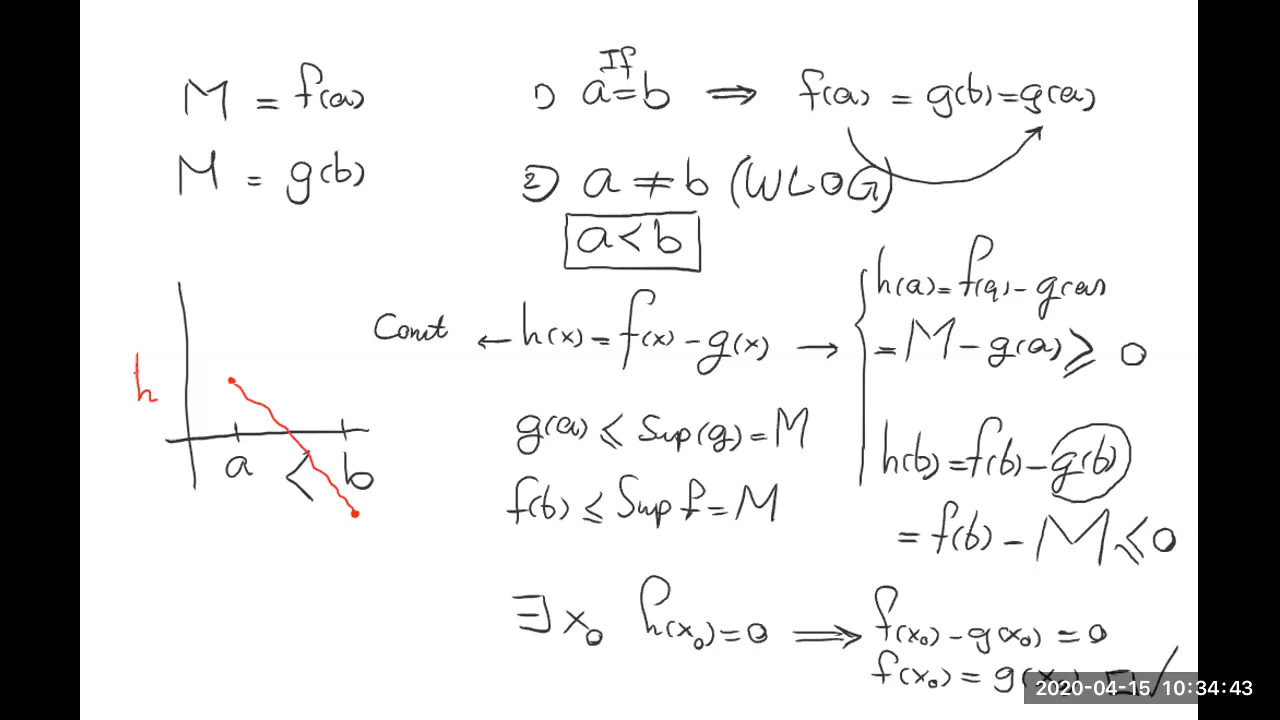 M = f(a)
M = g(b)
1) If a=b ⇒ f(a) = g(b)=g(a)
2) a ≠ b (WLOG)
a<b
Cont ← h(x)= f(x) - g(x) →
h(a)= f(a) - g(a)
= M - g(a) ⩾ 0
g(a) ⩽ Sup(g)=M
f(b) ⩽ Sup f = M
h(b) =f(b) - g(b)
= f(b) - M ⩽ 0
h
a < b
∃ x₀ h(x₀)=0 ⇒ f(x₀) - g(x₀) = 0
f(x₀) = g(x₀)
2020-04-15 10:34:43